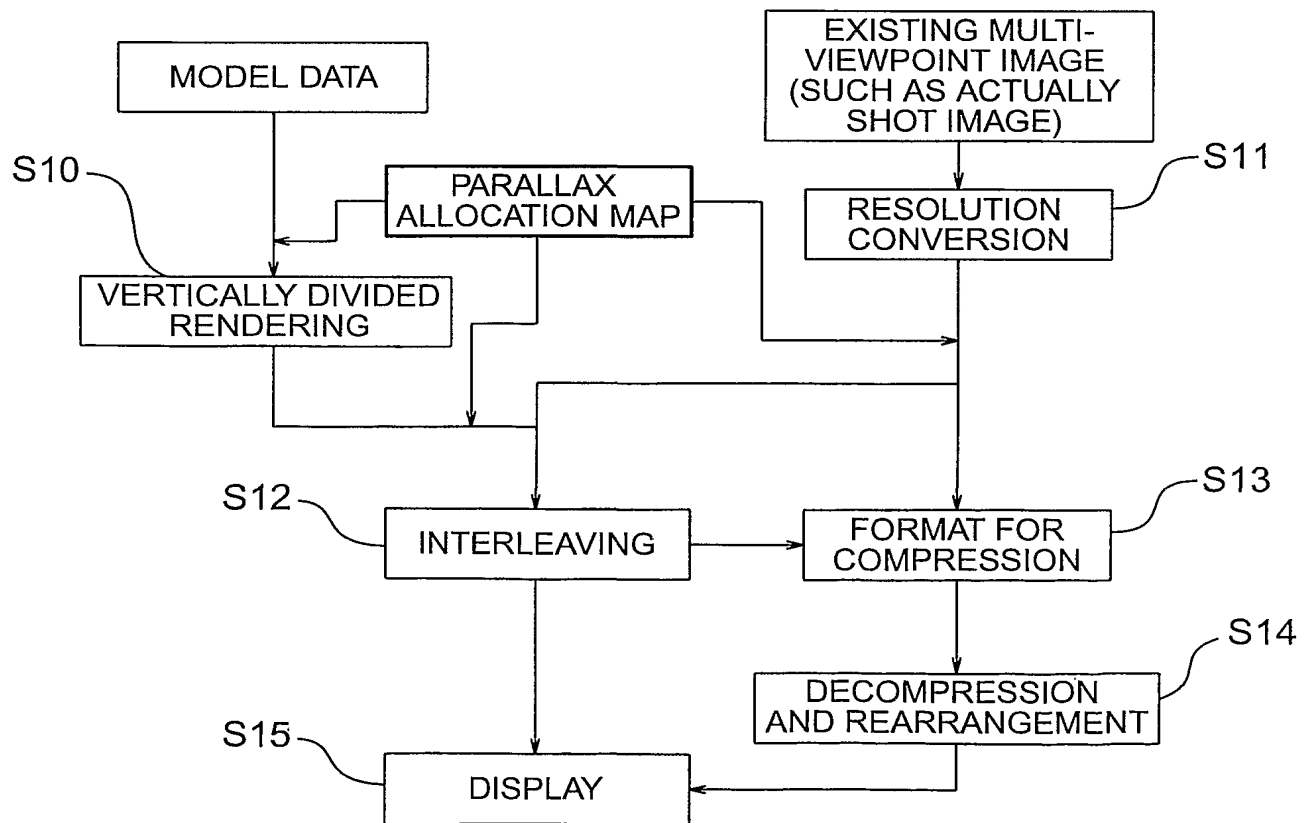 MODEL DATA
EXISTING MULTI-
VIEWPOINT IMAGE
(SUCH AS ACTUALLY
SHOT IMAGE)
S10
PARALLAX
ALLOCATION MAP
S11
RESOLUTION
CONVERSION
VERTICALLY DIVIDED
RENDERING
S12
INTERLEAVING
S13
FORMAT FOR
COMPRESSION
S14
DECOMPRESSION
AND REARRANGEMENT
S15
DISPLAY